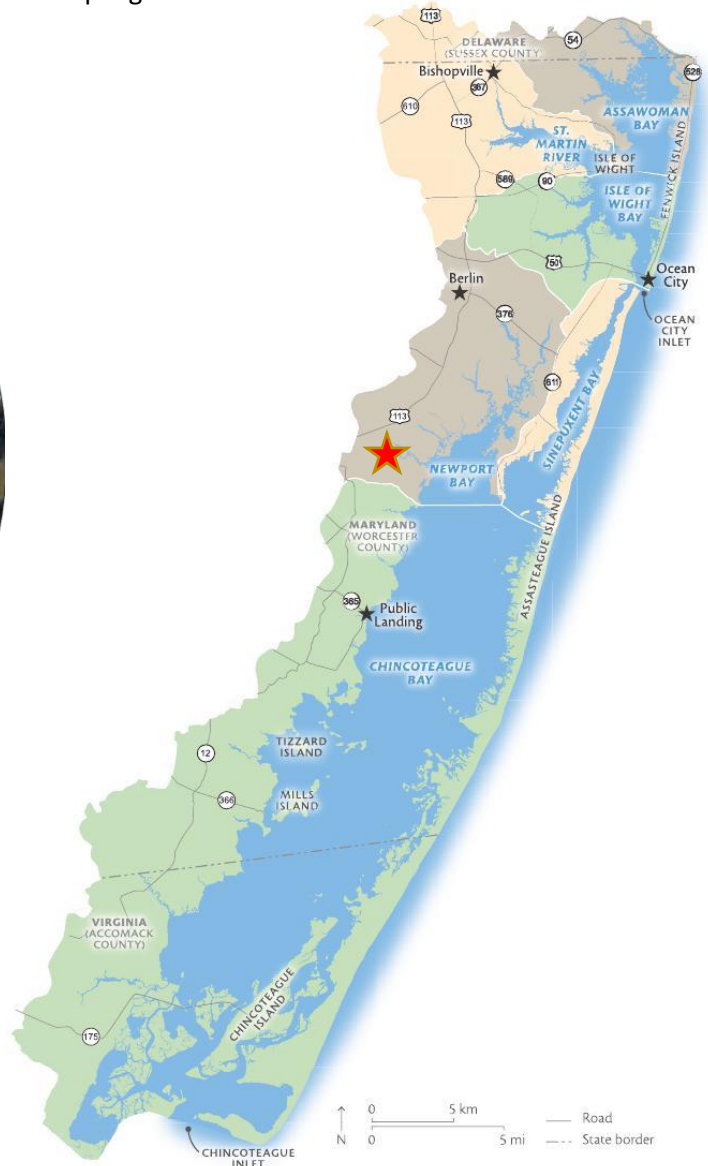 113
DELAWARE
(SUSSEX COUNTY)
54
Bishopville
367
528
610
113
ASSAWOMAN
BAY
ST.
MARTIN
RIVER
ISLE OF
WIGHT
FENWICK ISLAND
589
90
ISLE OF
WIGHT
BAY
50
Ocean
City
Berlin
376
OCEAN
CITY
INLET
611
SINEPUXENT BAY
113
NEWPORT
BAY
MARYLAND
(WORCESTER
COUNTY)
ASSATEAGUE ISLAND
365
Public
Landing
CHINCOTEAGUE
BAY
TIZZARD
ISLAND
12
MILLS
ISLAND
366
VIRGINIA
(ACCOMACK
COUNTY)
CHINCOTEAGUE
ISLAND
175
0 5 km
N 0 5 mi
Road
State border
CHINCOTEAGUE
INLET